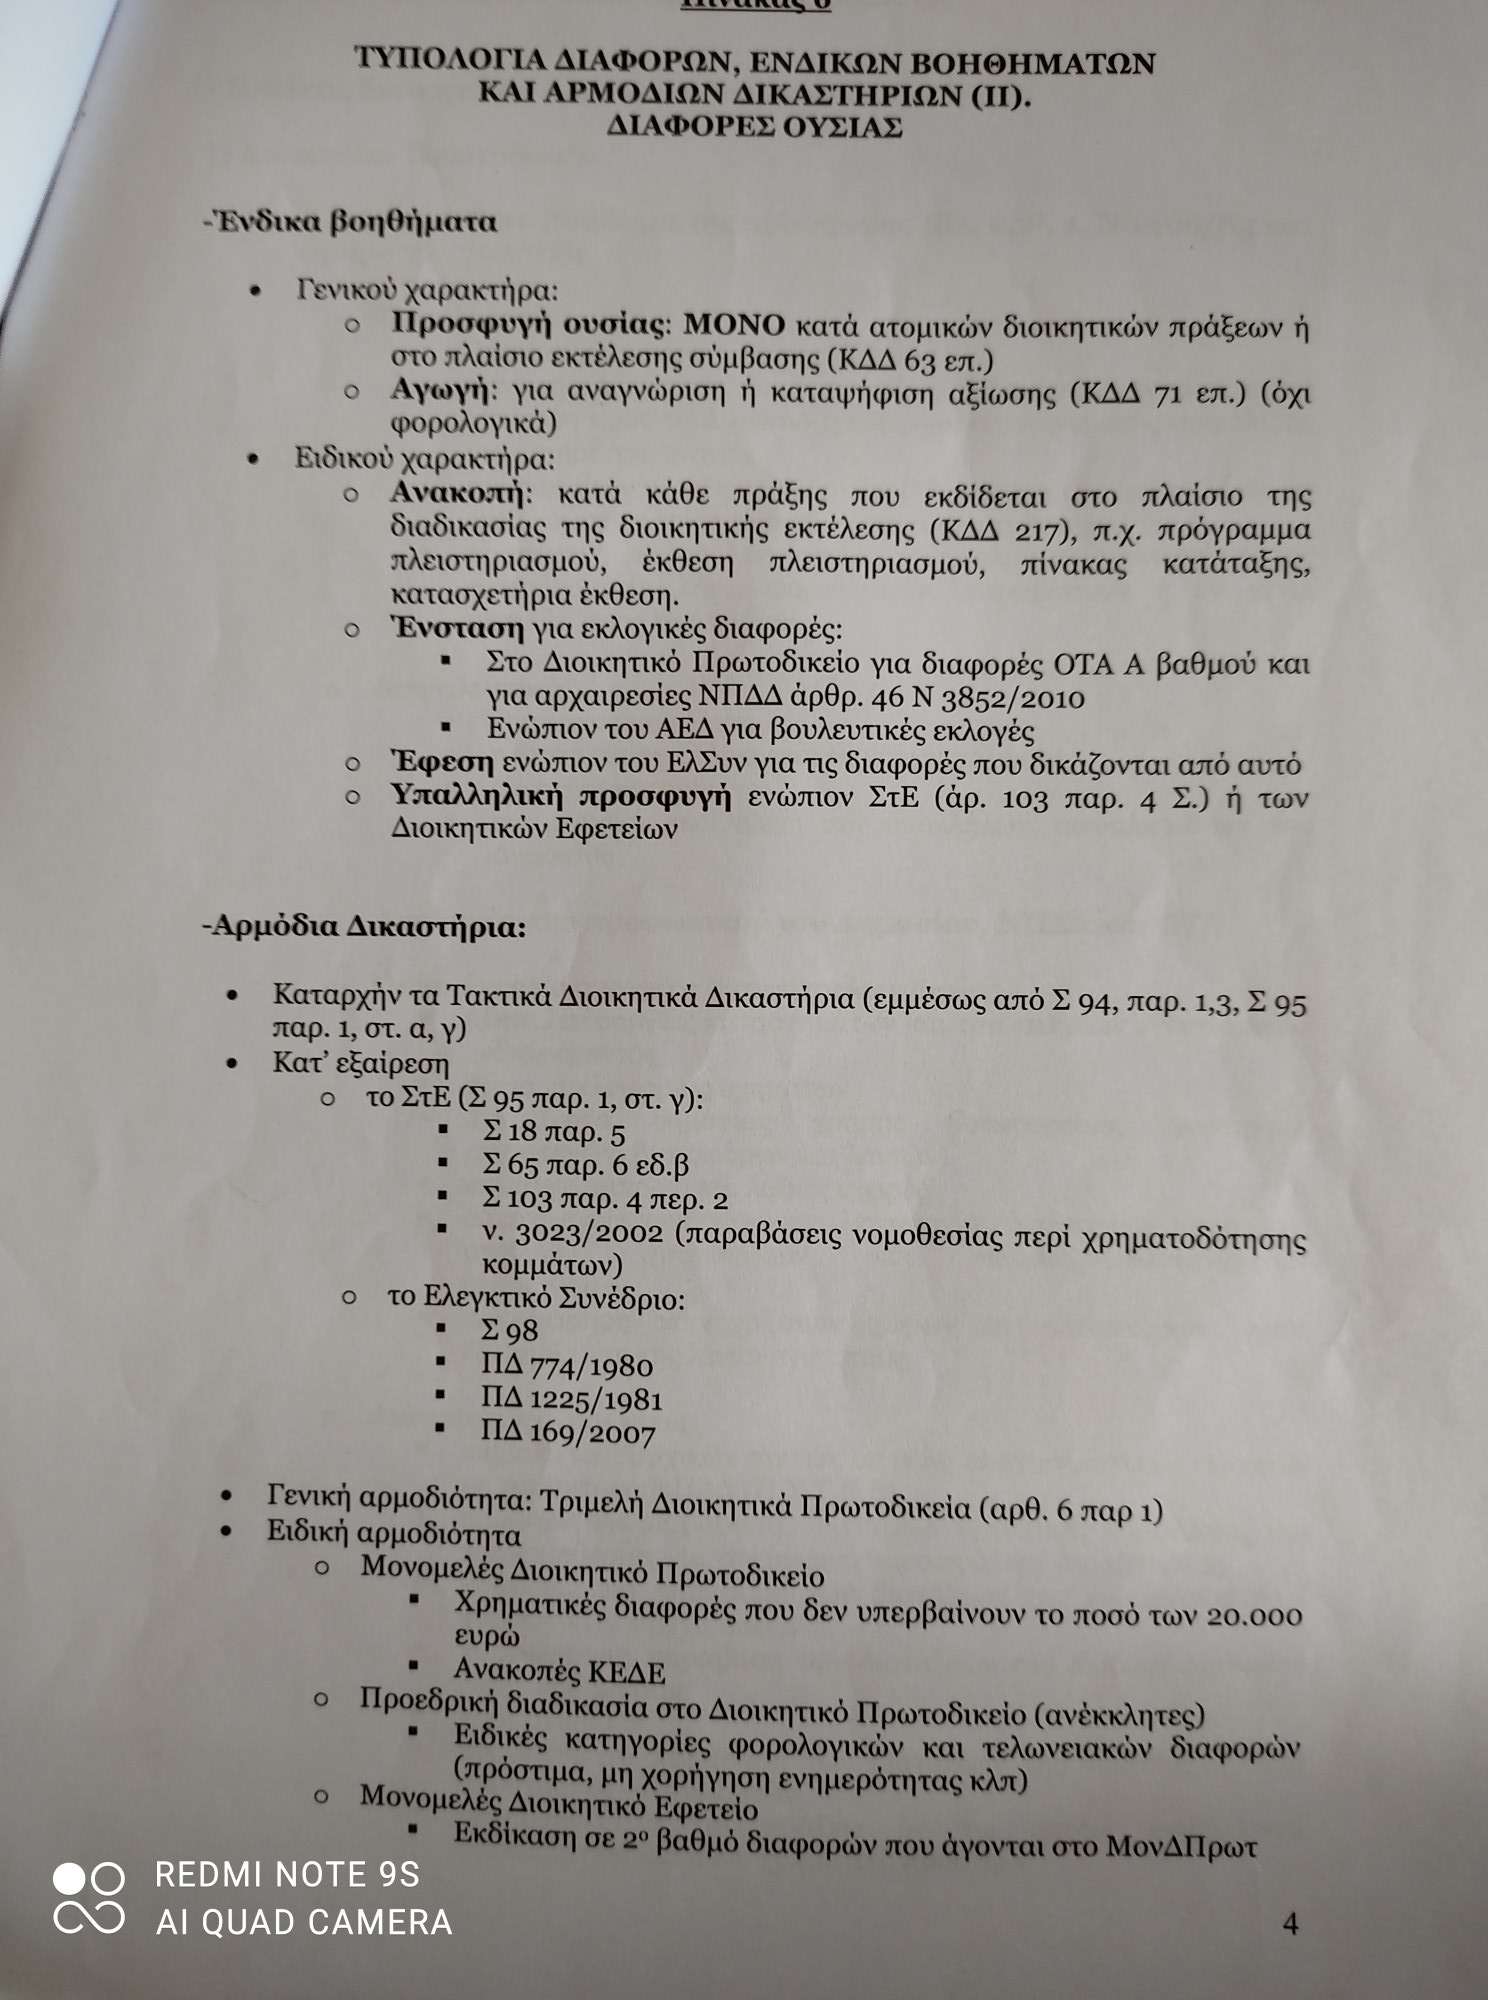 Πίνακας 6
ΤΥΠΟΛΟΓΙΑ ΔΙΑΦΟΡΩΝ, ΕΝΔΙΚΩΝ ΒΟΗΘΗΜΑΤΩΝ
ΚΑΙ ΑΡΜΟΔΙΩΝ ΔΙΚΑΣΤΗΡΙΩΝ (ΙΙ).
ΔΙΑΦΟΡΕΣ ΟΥΣΙΑΣ
-Ένδικα βοηθήματα
• Γενικού χαρακτήρα:
o Προσφυγή ουσίας: ΜΟΝΟ κατά ατομικών διοικητικών πράξεων ή
στο πλαίσιο εκτέλεσης σύμβασης (ΚΔΔ 63 επ.)
o Αγωγή: για αναγνώριση ή καταψήφιση αξίωσης (ΚΔΔ 71 επ.) (όχι
φορολογικά)
• Ειδικού χαρακτήρα:
o Ανακοπή: κατά κάθε πράξης που εκδίδεται στο πλαίσιο της
διαδικασίας της διοικητικής εκτέλεσης (ΚΔΔ 217), π.χ. πρόγραμμα
πλειστηριασμού, έκθεση πλειστηριασμού, πίνακας κατάταξης,
κατασχετήρια έκθεση.
o Ένσταση για εκλογικές διαφορές:
▪ Στο Διοικητικό Πρωτοδικείο για διαφορές ΟΤΑ Α βαθμού και
για αρχαιρεσίες ΝΠΔΔ άρθρ. 46 Ν 3852/2010
▪ Ενώπιον του ΑΕΔ για βουλευτικές εκλογές
o Έφεση ενώπιον του ΕλΣυν για τις διαφορές που δικάζονται από αυτό
o Υπαλληλική προσφυγή ενώπιον ΣτΕ (άρ. 103 παρ. 4 Σ.) ή των
Διοικητικών Εφετείων
-Αρμόδια Δικαστήρια:
• Καταρχήν τα Τακτικά Διοικητικά Δικαστήρια (εμμέσως από Σ 94, παρ. 1,3, Σ 95
παρ. 1, στ. α, γ)
• Κατ’ εξαίρεση
o το ΣτΕ (Σ 95 παρ. 1, στ. γ):
▪ Σ 18 παρ. 5
▪ Σ 65 παρ. 6 εδ.β
▪ Σ 103 παρ. 4 περ. 2
▪ ν. 3023/2002 (παραβάσεις νομοθεσίας περί χρηματοδότησης
κομμάτων)
o το Ελεγκτικό Συνέδριο:
▪ Σ 98
▪ ΠΔ 774/1980
▪ ΠΔ 1225/1981
▪ ΠΔ 169/2007
• Γενική αρμοδιότητα: Τριμελή Διοικητικά Πρωτοδικεία (αρθ. 6 παρ 1)
• Ειδική αρμοδιότητα
o Μονομελές Διοικητικό Πρωτοδικείο
▪ Χρηματικές διαφορές που δεν υπερβαίνουν το ποσό των 20.000
ευρώ
▪ Ανακοπές ΚΕΔΕ
o Προεδρική διαδικασία στο Διοικητικό Πρωτοδικείο (ανέκκλητες)
▪ Ειδικές κατηγορίες φορολογικών και τελωνειακών διαφορών
(πρόστιμα, μη χορήγηση ενημερότητας κλπ)
o Μονομελές Διοικητικό Εφετείο
▪ Εκδίκαση σε 2ο βαθμό διαφορών που άγονται στο ΜονΔΠρωτ
REDMI NOTE 9S
AI QUAD CAMERA
4